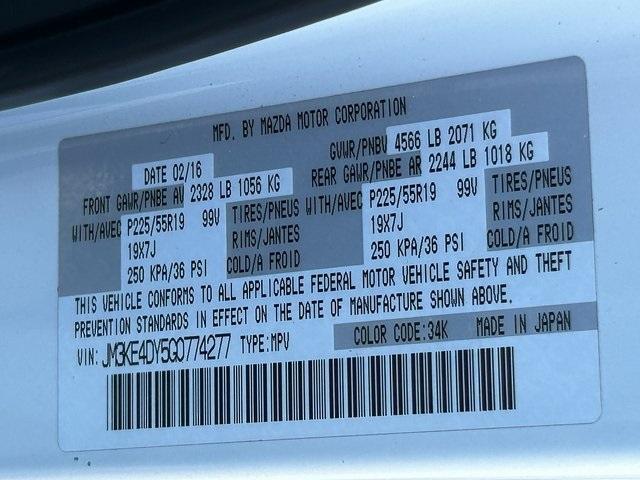 MFD. BY MAZDA MOTOR CORPORATION
DATE 02/16 GVWR/PNBV 4566 LB 2071 KG
FRONT GAWR/PNBE AV 2328 LB 1056 KG REAR GAWR/PNBE AR 2244 LB 1018 KG
WITH/AVEC P225/55R19 99V TIRES/PNEUS WITH/AVEC P225/55R19 99V TIRES/PNEUS
19X7J RIMS/JANTES 19X7J RIMS/JANTES
250 KPA/36 PSI COLD/A FROID 250 KPA/36 PSI COLD/A FROID
THIS VEHICLE CONFORMS TO ALL APPLICABLE FEDERAL MOTOR VEHICLE SAFETY AND THEFT
PREVENTION STANDARDS IN EFFECT ON THE DATE OF MANUFACTURE SHOWN ABOVE.
VIN: JM3KE4DY5G0774277 TYPE:MPV COLOR CODE:34K MADE IN JAPAN